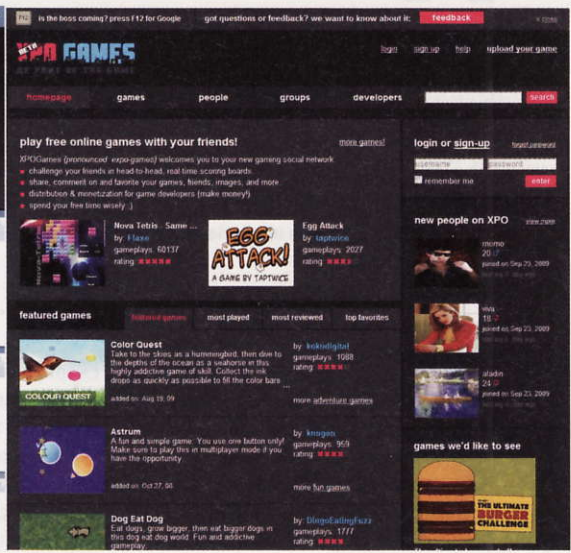 is the boss coming? press F12 for Google
got questions or feedback? we want to know about it:
feedback
BETA
XPO GAMES
login
sign up
help
upload your game
homepage
games
people
groups
developers
search
play free online games with your friends!
more games!
XPOGames (pronounced expo-games) welcomes you to your new gaming social network
challenge your friends in head-to-head, real time scoring boards
share, comment on and favorite your games, friends, images, and more
distribution & monetization for game developers (make money!)
spend your free time wisely ;)
Nova Tetris - Same ...
by: Flaxe
gameplays: 60137
rating:
EGG
ATTACK!
A GAME BY TAPTWICE
Egg Attack
by: taptwice
gameplays: 2027
rating:
login or sign-up
forgot password
username
password
remember me
enter
new people on XPO
view more
momo
20
joined on Sep 23, 2009
viva
18
joined on Sep 23, 2009
aladin
24
joined on Sep 23, 2009
featured games
featured games
most played
most reviewed
top favorites
COLOUR QUEST
Color Quest
Take to the skies as a hummingbird, then dive to
the depths of the ocean as a seahorse in this
highly addictive game of skill. Collect the ink
drops as quickly as possible to fill the color bars
...
added on: Aug 19, 09
by: kokodigital
gameplays: 1088
rating:
more adventure games
Astrum
A fun and simple game. You use one button only!
Make sure to play this in multiplayer mode if you
have the opportunity.
added on: Oct 27, 08
gameplays: 959
rating:
more fun games
Dog Eat Dog
Eat dogs, grow bigger, then eat bigger dogs in
this dog eat dog world. Fun and addictive
gameplay.
by: DingoEatingFuzz
gameplays: 1777
rating:
games we'd like to see
THE ULTIMATE
BURGER
CHALLENGE